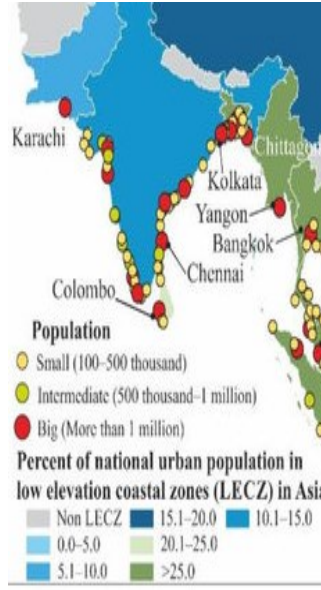 Karachi
Chittagon
Kolkata
Yangon
Bangkok
Chennai
Colombo
Population
Small (100–500 thousand)
Intermediate (500 thousand–1 million)
Big (More than 1 million)
Percent of national urban population in
low elevation coastal zones (LECZ) in Asia
Non LECZ 15.1–20.0 10.1–15.0
0.0–5.0 20.1–25.0
5.1–10.0 >25.0